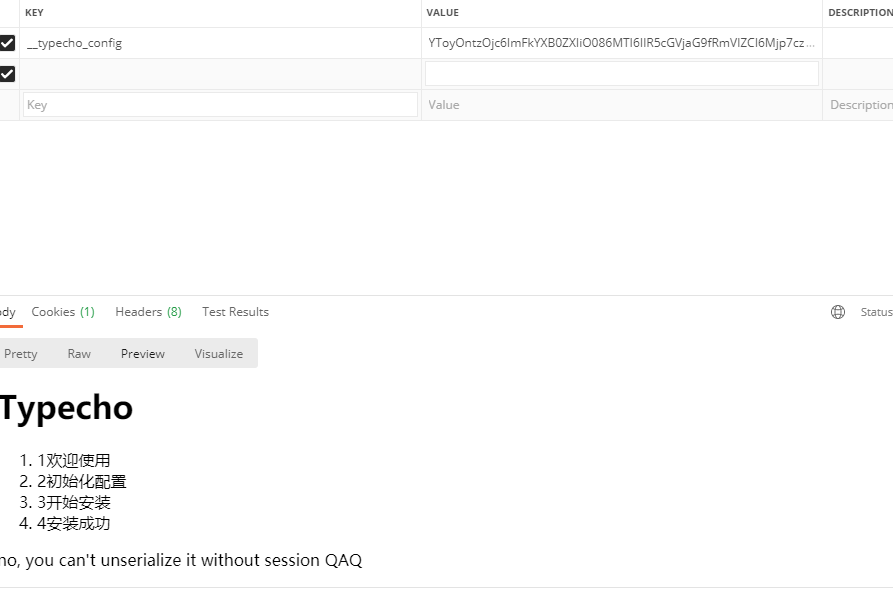 KEY VALUE DESCRIPTION
__typecho_config YToyOntzOjc6ImFkYXB0ZXIiO086MTI6IlR5cGVjaG9fRmVlZCI6Mjp7cz...
Key Value Description
ody Cookies (1) Headers (8) Test Results Status
Pretty Raw Preview Visualize
Typecho
1. 1欢迎使用
2. 2初始化配置
3. 3开始安装
4. 4安装成功
no, you can't unserialize it without session QAQ